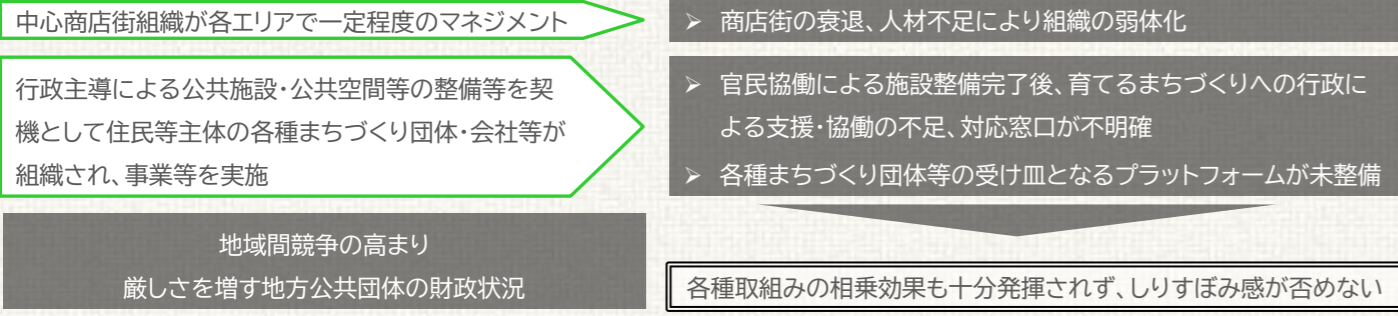 中心商店街組織が各エリアで一定程度のマネジメント
➢ 商店街の衰退、人材不足により組織の弱体化
行政主導による公共施設・公共空間等の整備等を契
機として住民等主体の各種まちづくり団体・会社等が
組織され、事業等を実施
➢ 官民協働による施設整備完了後、育てるまちづくりへの行政に
よる支援・協働の不足、対応窓口が不明確
➢ 各種まちづくり団体等の受け皿となるプラットフォームが未整備
地域間競争の高まり
厳しさを増す地方公共団体の財政状況
各種取組みの相乗効果も十分発揮されず、しりすぼみ感が否めない